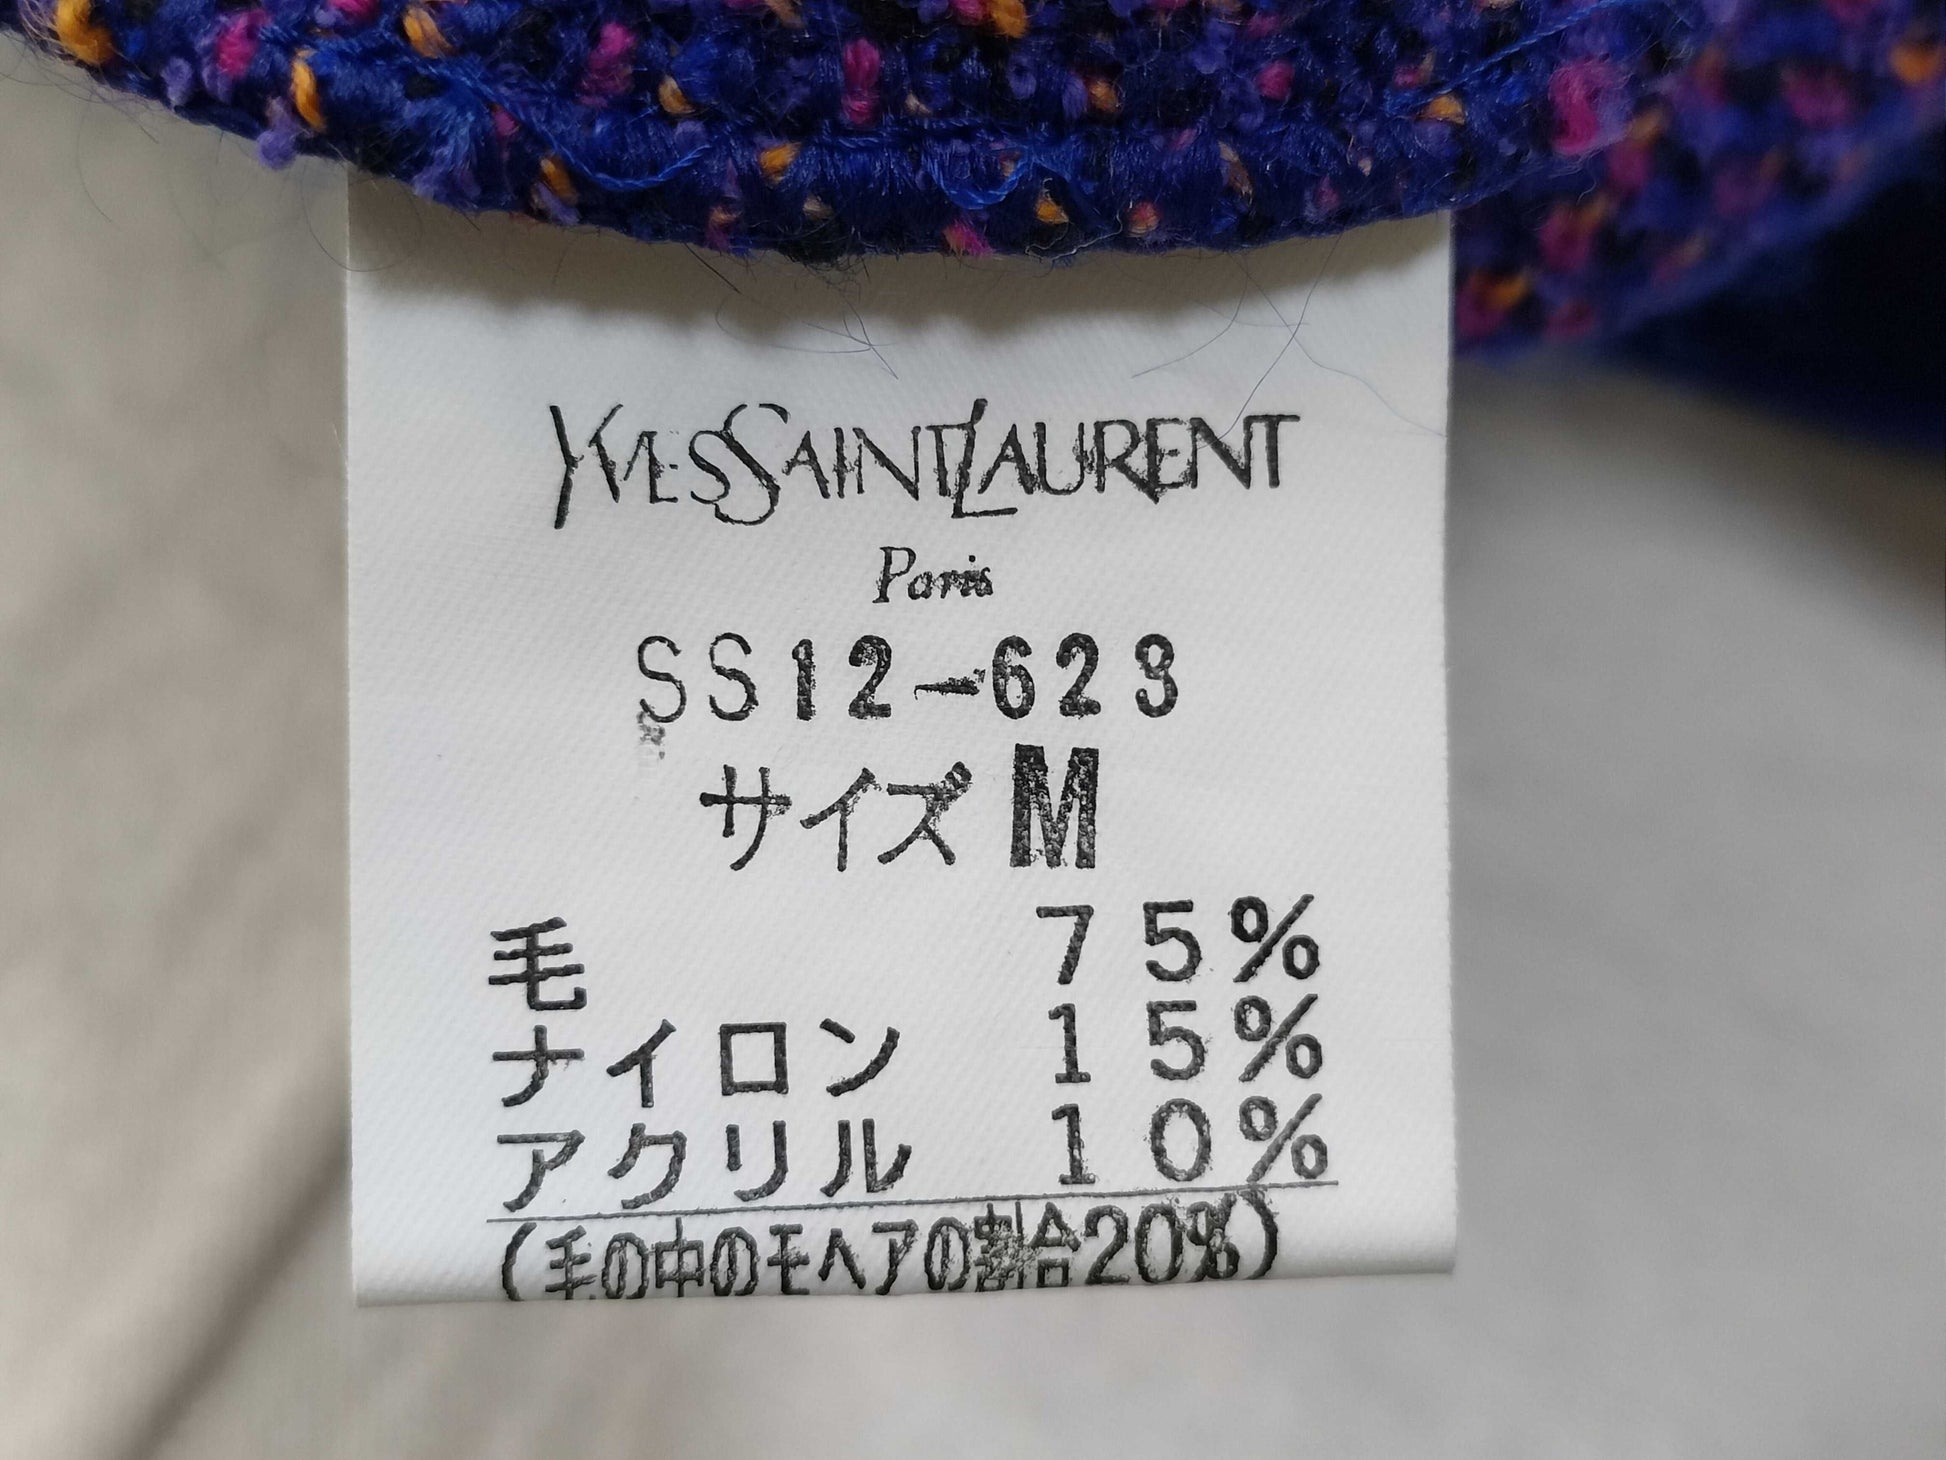 YVES SAINT LAURENT
Paris
SS12-623
サイズ M
毛 75%
ナイロン 15%
アクリル 10%
(毛の中のモヘアの割合20%)